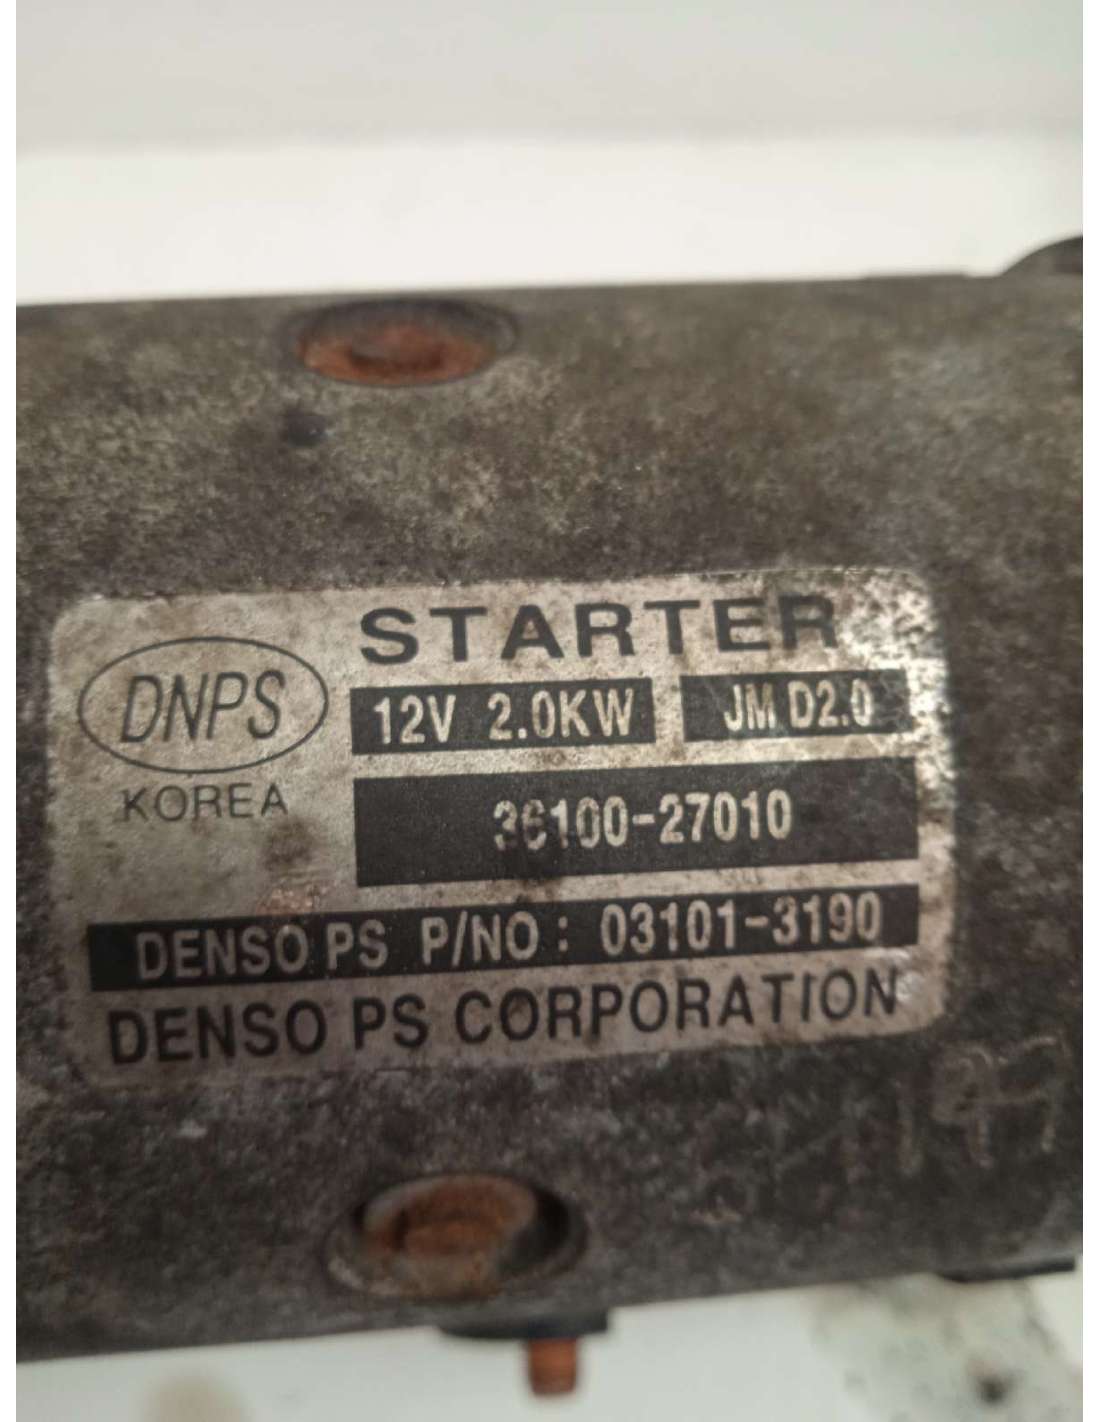 STARTER
DNPS
KOREA
12V 2.0KW
JM D2.0
36100-27010
DENSO PS P/NO : 03101-3190
DENSO PS CORPORATION